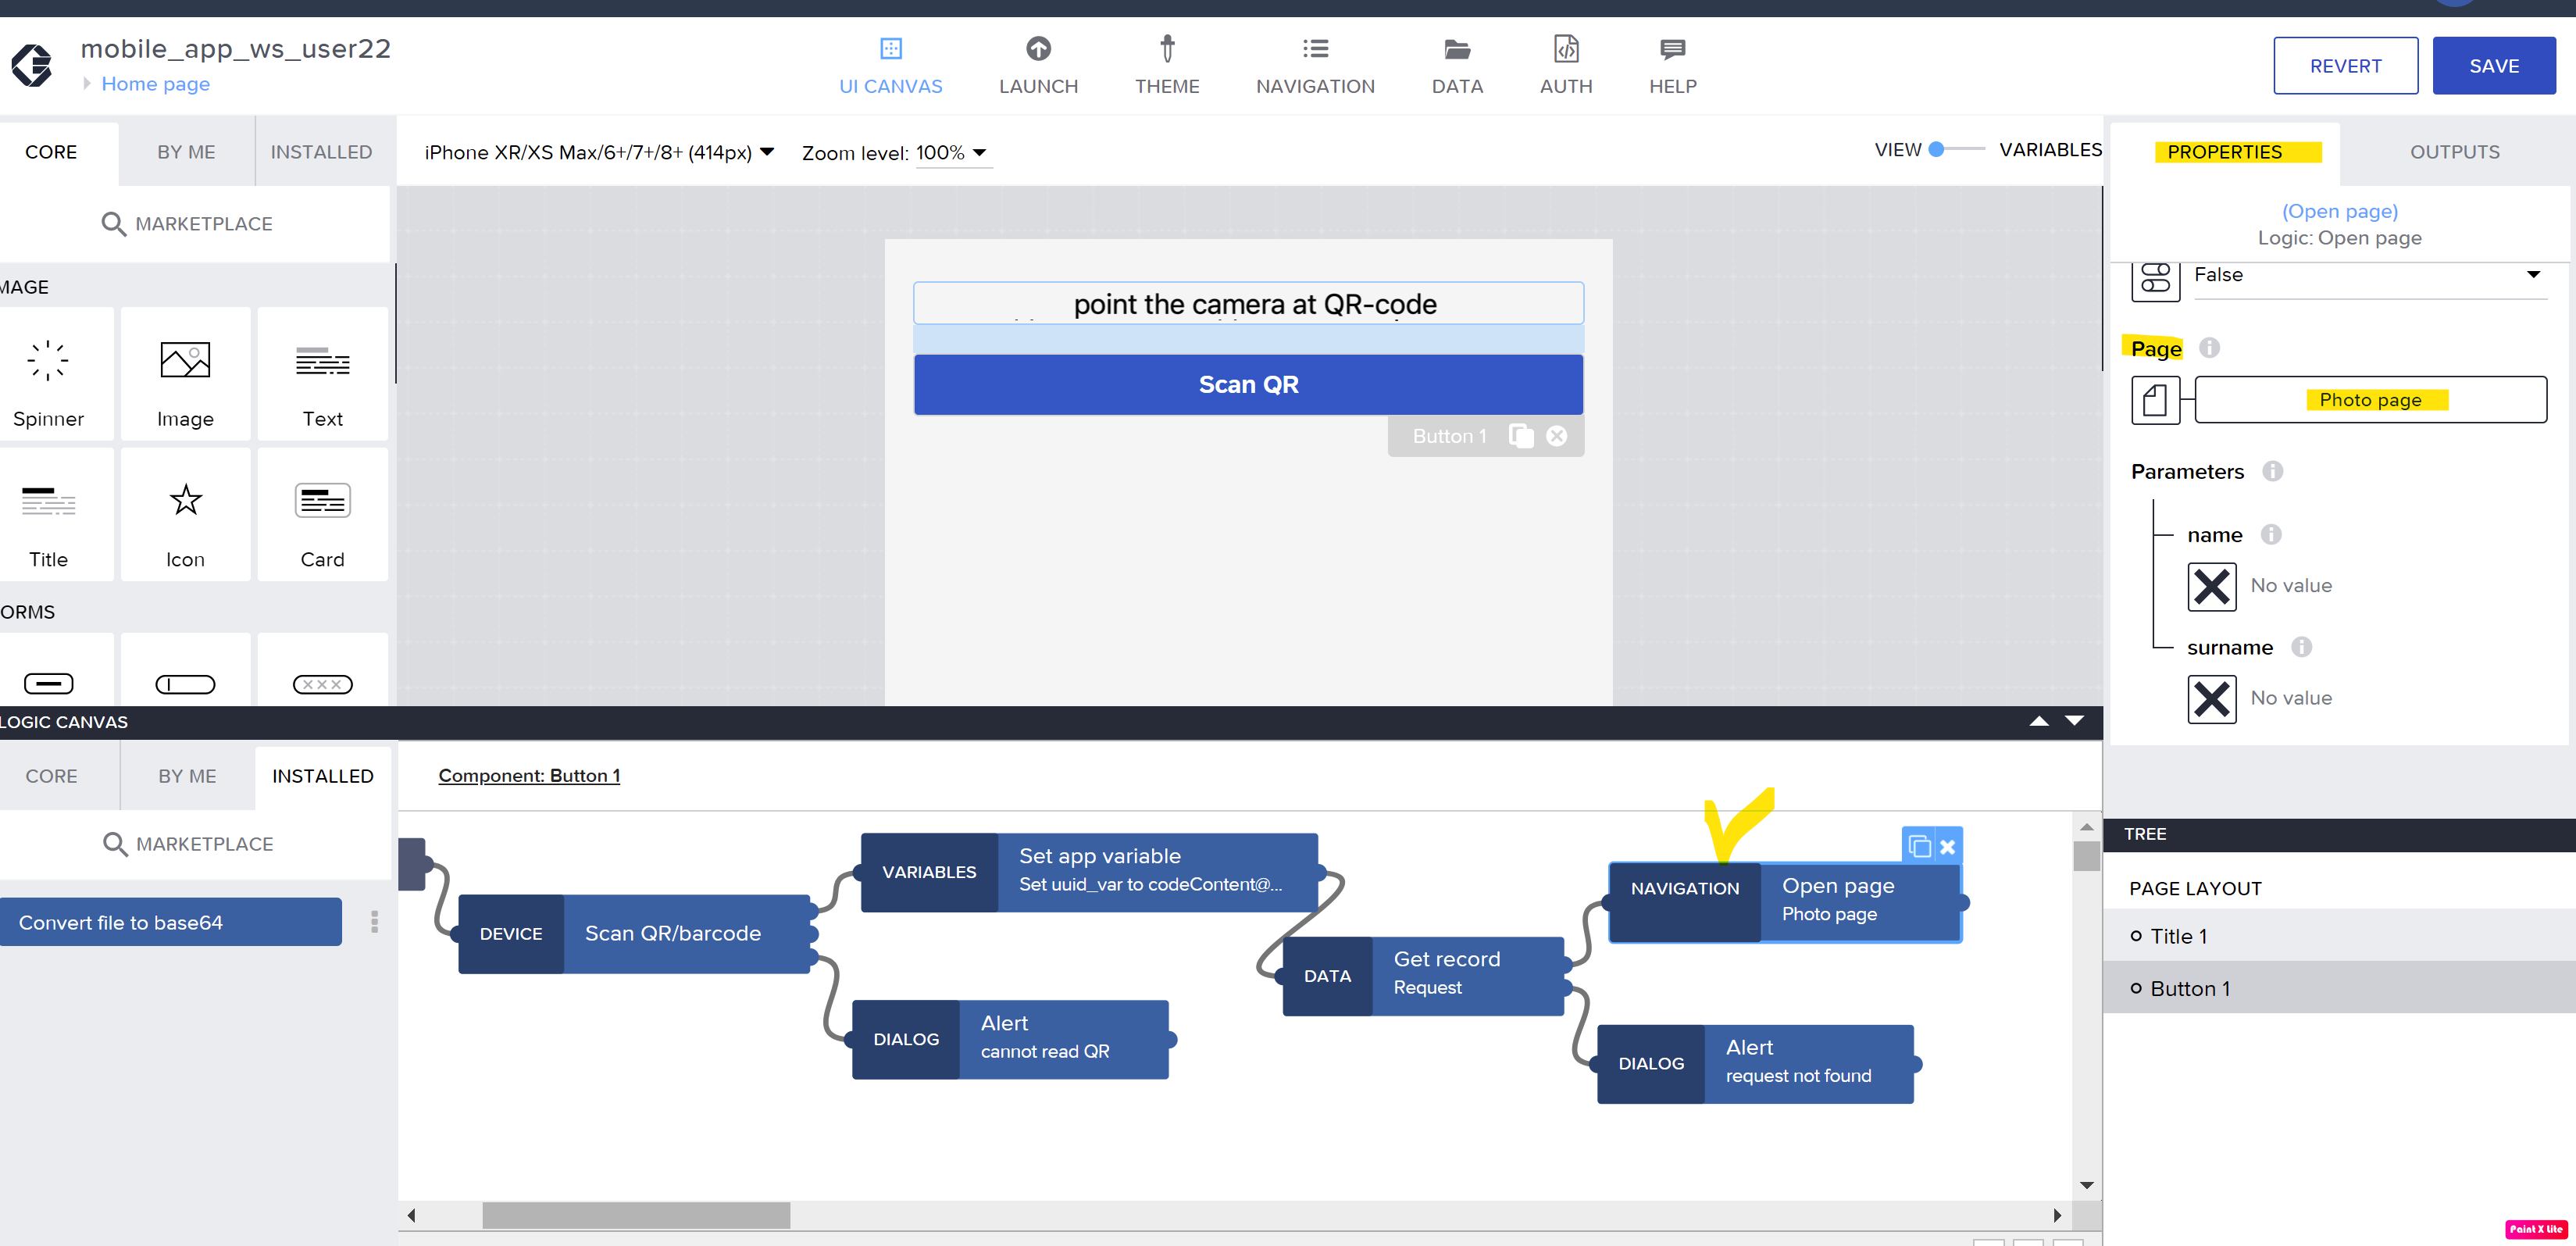 mobile_app_ws_user22
Home page
UI CANVAS
LAUNCH
THEME
NAVIGATION
DATA
AUTH
HELP
REVERT
SAVE
CORE
BY ME
INSTALLED
MARKETPLACE
MAGE
Spinner
Image
Text
Title
Icon
Card
ORMS
iPhone XR/XS Max/6+/7+/8+ (414px)
Zoom level: 100%
VIEW
VARIABLES
point the camera at QR-code
Scan QR
Button 1
PROPERTIES
OUTPUTS
(Open page)
Logic: Open page
False
Page
Photo page
Parameters
name
No value
surname
No value
LOGIC CANVAS
CORE
BY ME
INSTALLED
MARKETPLACE
Convert file to base64
Component: Button 1
DEVICE
Scan QR/barcode
VARIABLES
Set app variable
Set uuid_var to codeContent@...
DIALOG
Alert
cannot read QR
DATA
Get record
Request
NAVIGATION
Open page
Photo page
DIALOG
Alert
request not found
TREE
PAGE LAYOUT
Title 1
Button 1
Paint X Lite